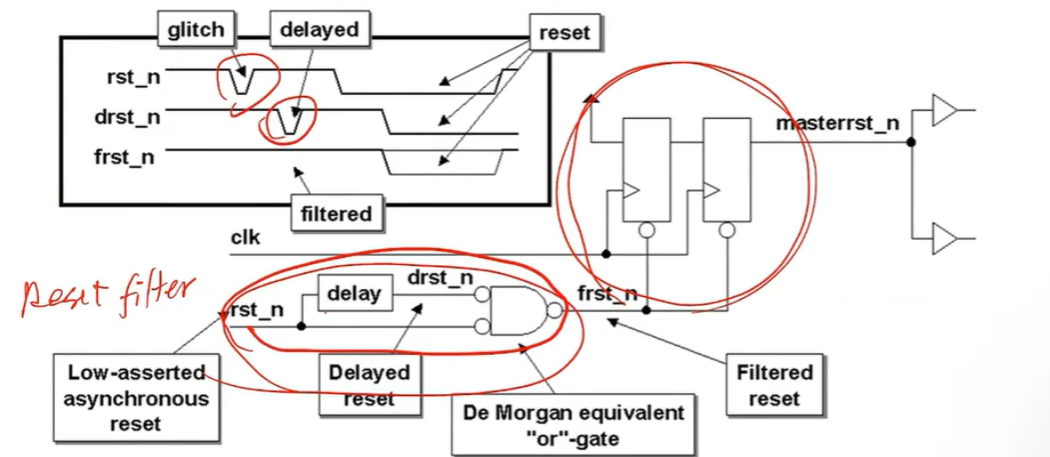 glitch
delayed
reset
rst_n
drst_n
frst_n
filtered
masterrst_n
clk
reset filter
rst_n
delay
drst_n
frst_n
Low-asserted
asynchronous
reset
Delayed
reset
De Morgan equivalent
"or"-gate
Filtered
reset